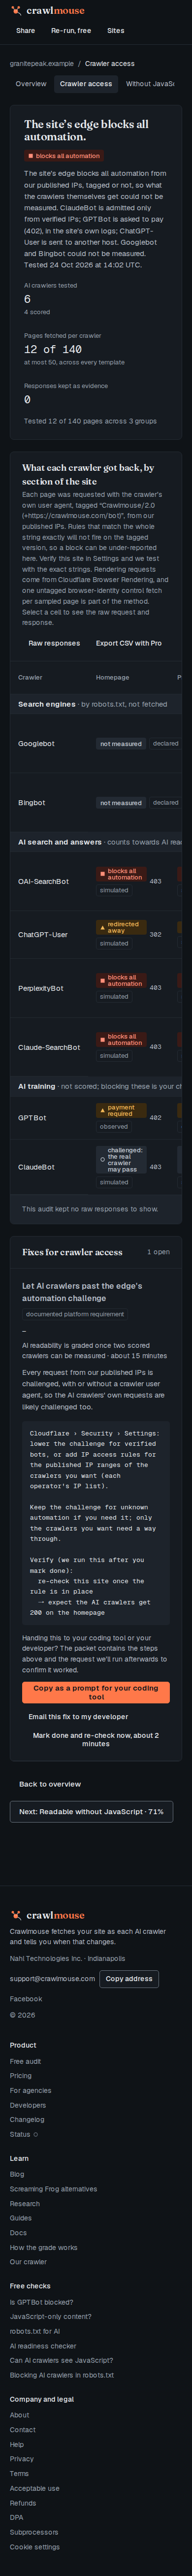 crawlmouse
Share Re-run, free Sites
granitepeak.example / Crawler access
Overview Crawler access Without JavaSc
The site's edge blocks all
automation.
blocks all automation
The site's edge blocks all automation from
our published IPs, tagged or not, so what
the crawlers themselves get could not be
measured. ClaudeBot is admitted only
from verified IPs; GPTBot is asked to pay
(402), in the site's own logs; ChatGPT-
User is sent to another host. Googlebot
and Bingbot could not be measured.
Tested 24 Oct 2026 at 14:02 UTC.
AI crawlers tested
6
4 scored
Pages fetched per crawler
12 of 140
at most 50, across every template
Responses kept as evidence
0
Tested 12 of 140 pages across 3 groups
What each crawler got back, by
section of the site
Each page was requested with the crawler's
own user agent, tagged "Crawlmouse/2.0
(+https://crawlmouse.com/bot)", from our
published IPs. Rules that match the whole
string exactly will not fire on the tagged
version, so a block can be under-reported
here. Verify this site in Settings and we test
with the exact strings. Rendering requests
come from Cloudflare Browser Rendering, and
one untagged browser-identity control fetch
per sampled page is part of the method.
Select a cell to see the raw request and
response.
Raw responses Export CSV with Pro
Crawler Homepage P
Search engines · by robots.txt, not fetched
Googlebot not measured declared
Bingbot not measured declared
AI search and answers · counts towards AI read
OAI-SearchBot blocks all automation 403
simulated
ChatGPT-User redirected away 302
simulated
PerplexityBot blocks all automation 403
simulated
Claude-SearchBot blocks all automation 403
simulated
AI training · not scored; blocking these is your ch
GPTBot payment required 402
observed
ClaudeBot challenged: the real crawler may pass 403
simulated
This audit kept no raw responses to show.
Fixes for crawler access 1 open
Let AI crawlers past the edge's
automation challenge
documented platform requirement
–
AI readability is graded once two scored
crawlers can be measured · about 15 minutes
Every request from our published IPs is
challenged, with or without a crawler user
agent, so the AI crawlers' own requests are
likely challenged too.
Cloudflare › Security › Settings:
lower the challenge for verified
bots, or add IP access rules for
the published IP ranges of the
crawlers you want (each
operator's IP list).
Keep the challenge for unknown
automation if you need it; only
the crawlers you want need a way
through.
Verify (we run this after you
mark done):
re-check this site once the
rule is in place
→ expect the AI crawlers get
200 on the homepage
Handing this to your coding tool or your
developer? The packet contains the steps
above and the request we'll run afterwards to
confirm it worked.
Copy as a prompt for your coding
tool
Email this fix to my developer
Mark done and re-check now, about 2
minutes
Back to overview
Next: Readable without JavaScript · 71%
crawlmouse
Crawlmouse fetches your site as each AI crawler
and tells you what that changes.
Nahl Technologies Inc. · Indianapolis
support@crawlmouse.com Copy address
Facebook
© 2026
Product
Free audit
Pricing
For agencies
Developers
Changelog
Status
Learn
Blog
Screaming Frog alternatives
Research
Guides
Docs
How the grade works
Our crawler
Free checks
Is GPTBot blocked?
JavaScript-only content?
robots.txt for AI
AI readiness checker
Can AI crawlers see JavaScript?
Blocking AI crawlers in robots.txt
Company and legal
About
Contact
Help
Privacy
Terms
Acceptable use
Refunds
DPA
Subprocessors
Cookie settings